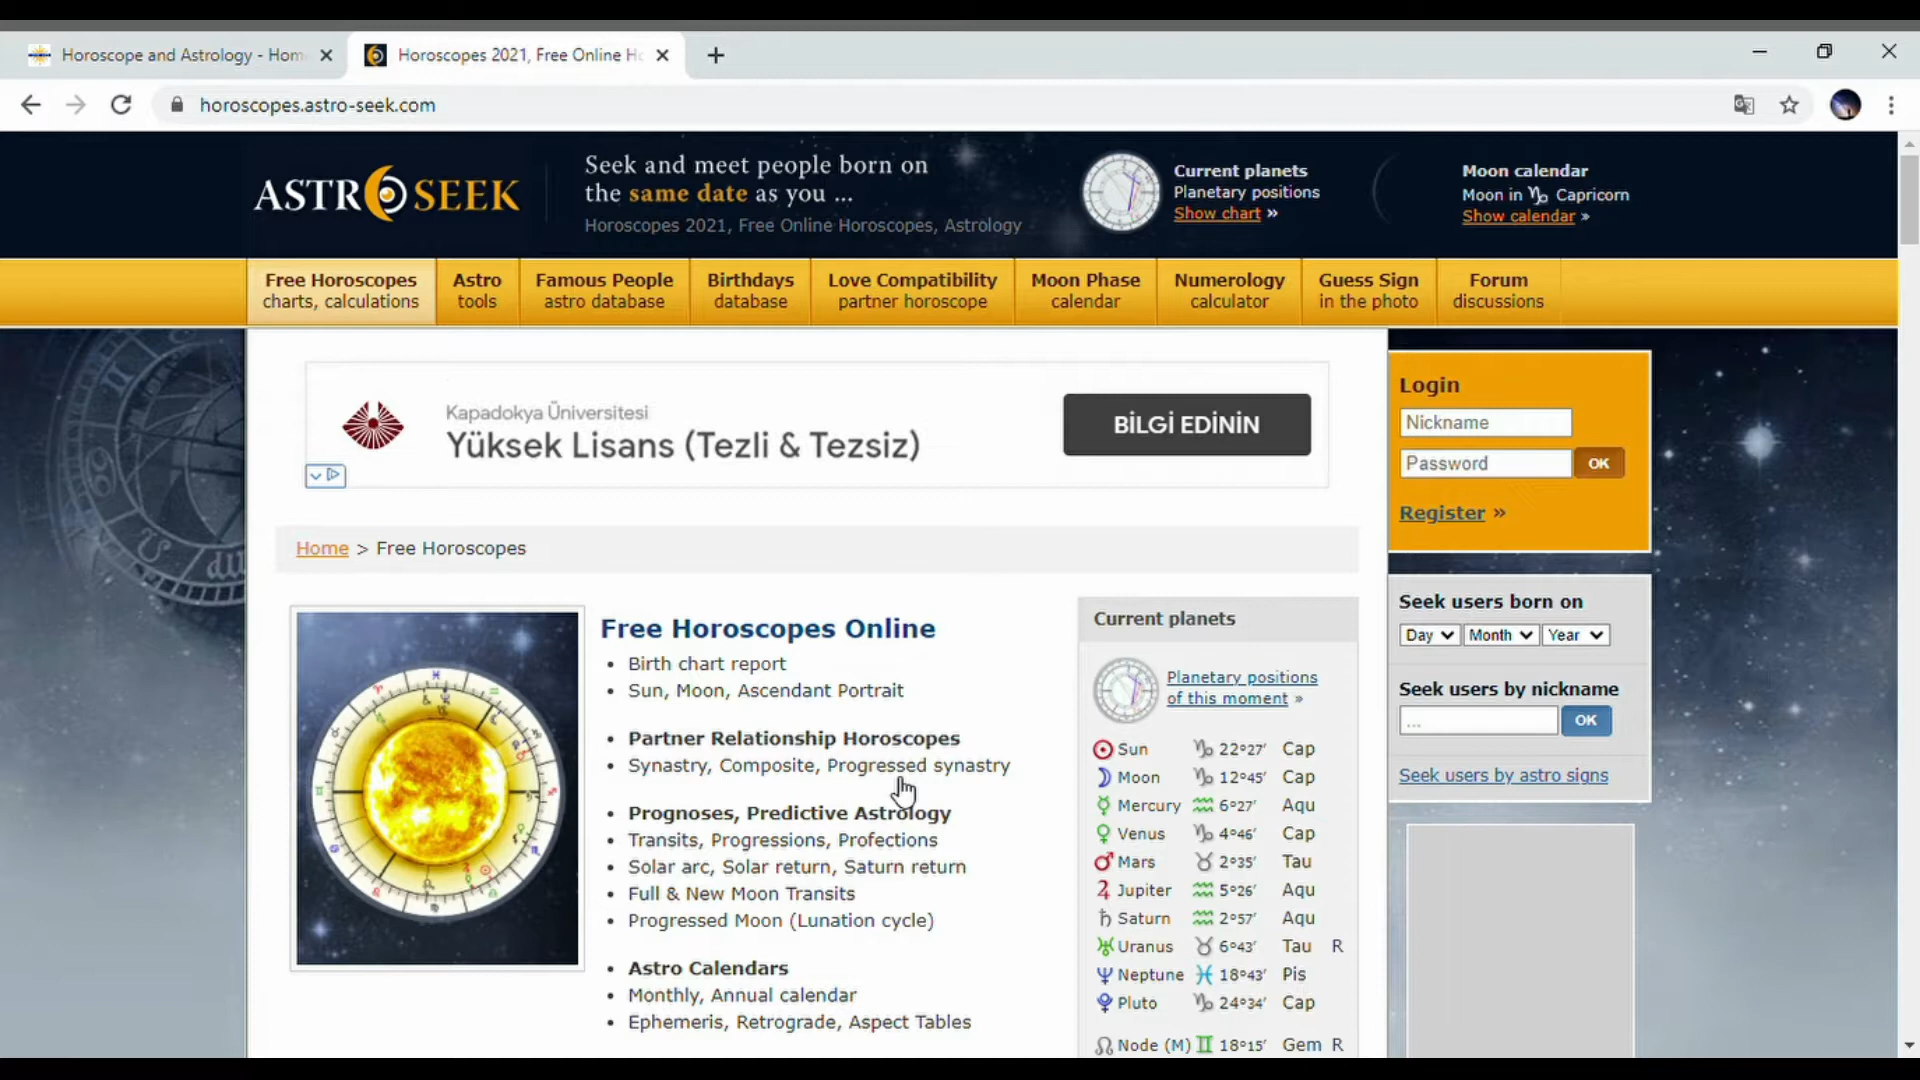 Horoscope and Astrology - Hom
Horoscopes 2021, Free Online Ho
horoscopes.astro-seek.com
ASTROSEEK
Seek and meet people born on
the same date as you ...
Horoscopes 2021, Free Online Horoscopes, Astrology
Current planets
Planetary positions
Show chart »
Moon calendar
Moon in ♑ Capricorn
Show calendar »
Free Horoscopes
charts, calculations
Astro
tools
Famous People
astro database
Birthdays
database
Love Compatibility
partner horoscope
Moon Phase
calendar
Numerology
calculator
Guess Sign
in the photo
Forum
discussions
Kapadokya Üniversitesi
Yüksek Lisans (Tezli & Tezsiz)
BİLGİ EDİNİN
Login
Nickname
Password
OK
Register »
Home > Free Horoscopes
Free Horoscopes Online
• Birth chart report
• Sun, Moon, Ascendant Portrait
• Partner Relationship Horoscopes
• Synastry, Composite, Progressed synastry
• Prognoses, Predictive Astrology
• Transits, Progressions, Profections
• Solar arc, Solar return, Saturn return
• Full & New Moon Transits
• Progressed Moon (Lunation cycle)
• Astro Calendars
• Monthly, Annual calendar
• Ephemeris, Retrograde, Aspect Tables
Current planets
Planetary positions
of this moment »
☉ Sun ♑ 22°27' Cap
☽ Moon ♑ 12°45' Cap
☿ Mercury ♒ 6°27' Aqu
♀ Venus ♑ 4°46' Cap
♂ Mars ♉ 2°35' Tau
♃ Jupiter ♒ 5°26' Aqu
♄ Saturn ♒ 2°57' Aqu
♅ Uranus ♉ 6°43' Tau R
♆ Neptune ♓ 18°43' Pis
♇ Pluto ♑ 24°34' Cap
☊ Node (M) ♊ 18°15' Gem R
Seek users born on
Day Month Year
Seek users by nickname
... OK
Seek users by astro signs